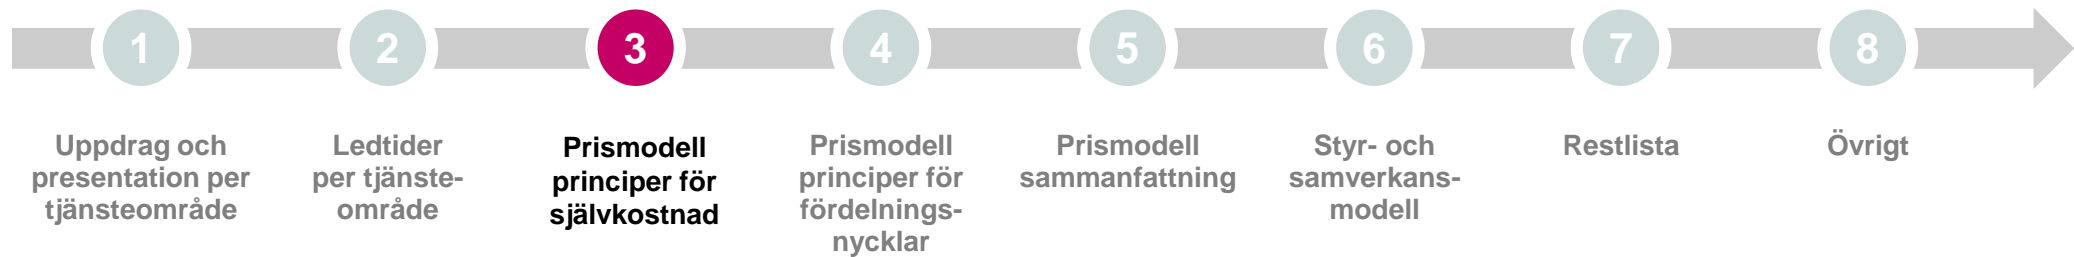 1
2
3
4
5
6
7
8
Uppdrag och
presentation per
tjänsteområde
Ledtider
per tjänste-
område
Prismodell
principer för
självkostnad
Prismodell
principer för
fördelnings-
nycklar
Prismodell
sammanfattning
Styr- och
samverkans-
modell
Restlista
Övrigt